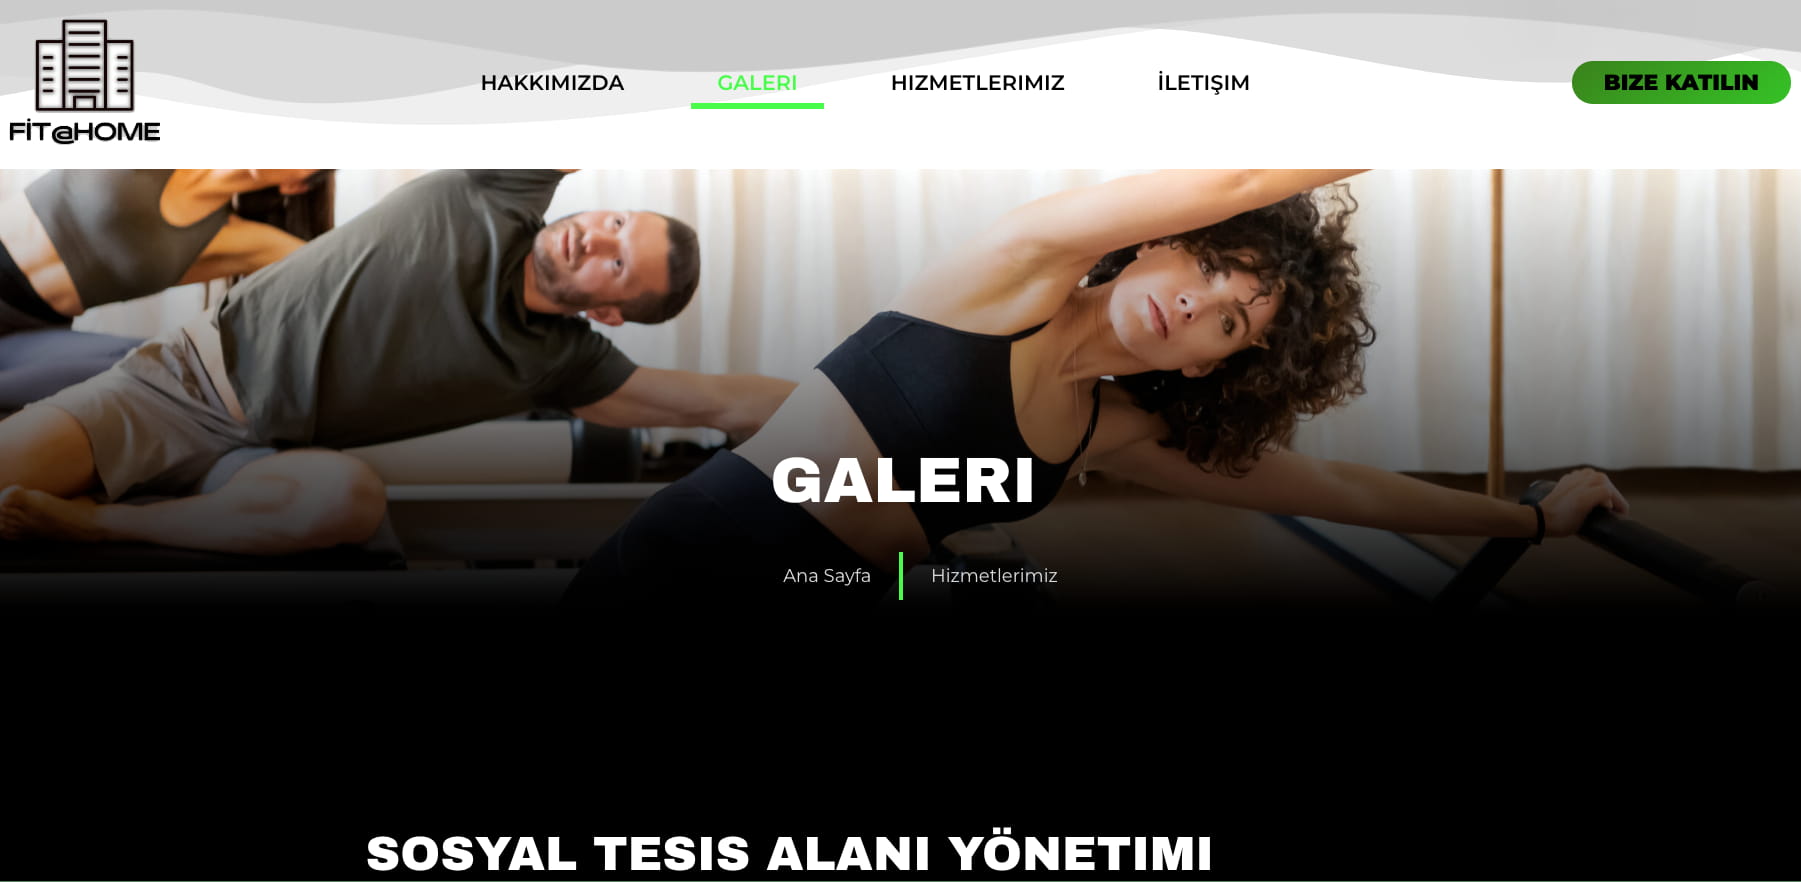 FİT@HOME
HAKKIMIZDA
GALERI
HIZMETLERIMIZ
İLETIŞIM
BIZE KATILIN
GALERI
Ana Sayfa
Hizmetlerimiz
SOSYAL TESIS ALANI YÖNETIMI